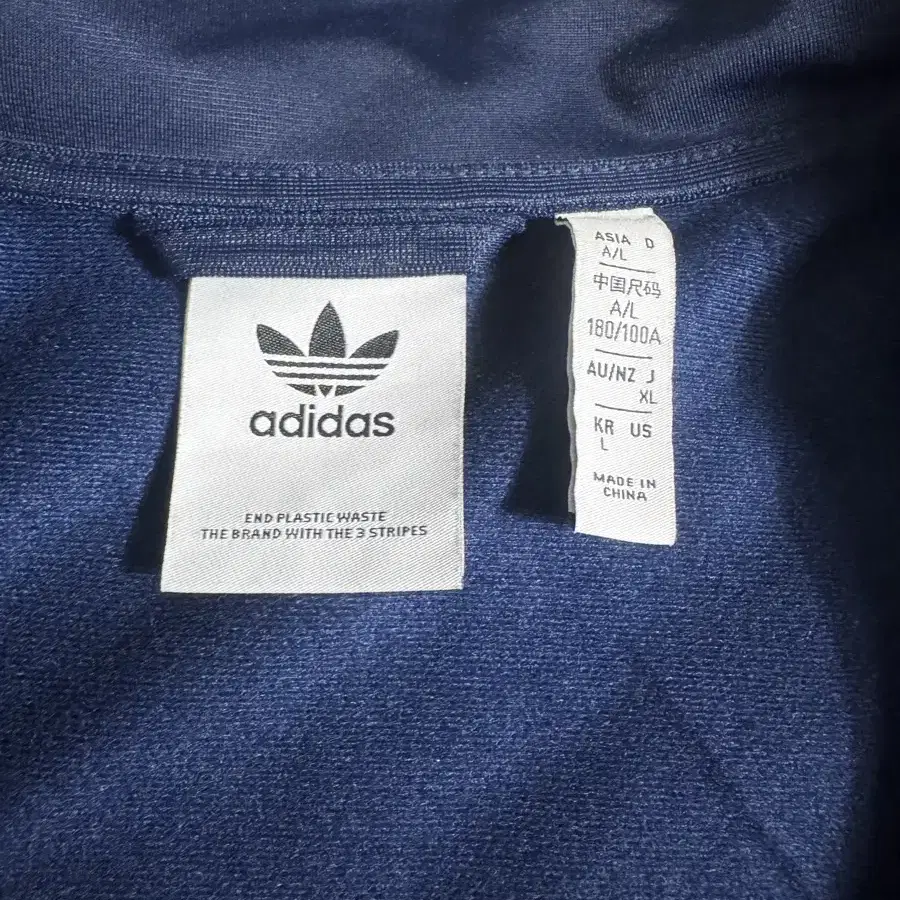 adidas
END PLASTIC WASTE
THE BRAND WITH THE 3 STRIPES
ASIA D
A/L
中国尺码
A/L
180/100A
AU/NZ J
XL
KR US
L
MADE IN
CHINA